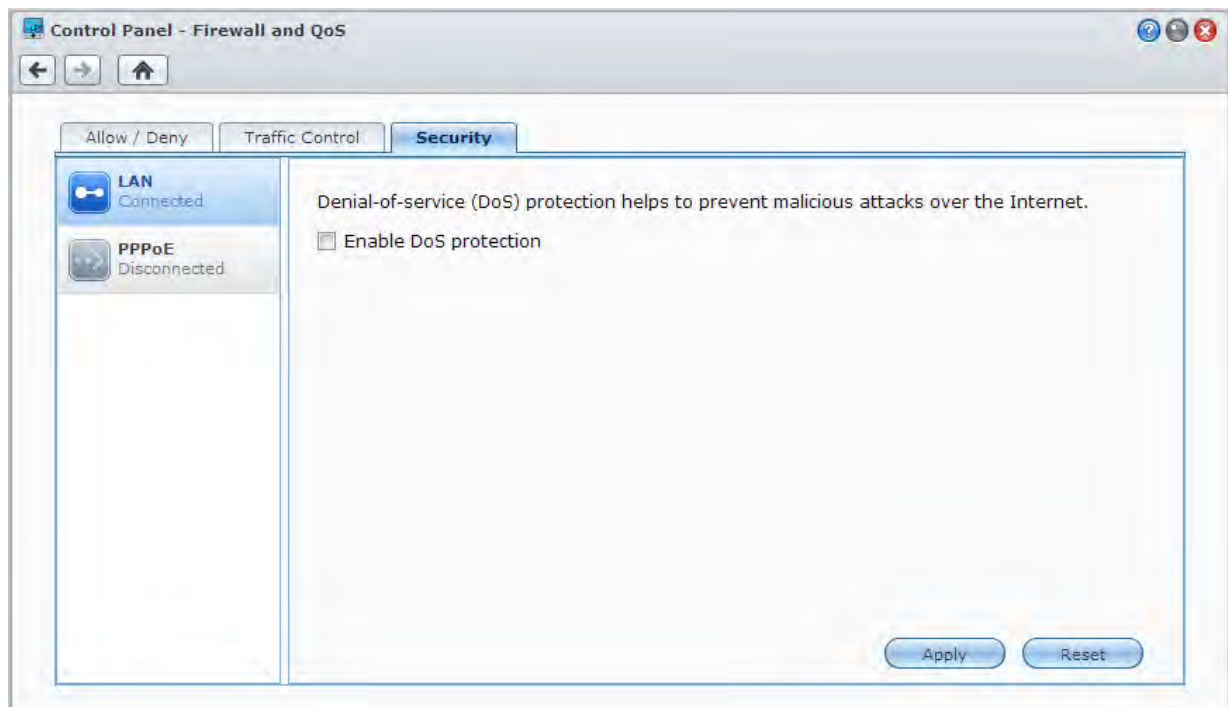 Control Panel - Firewall and QoS
Allow / Deny Traffic Control Security
LAN
Connected
PPPoE
Disconnected
Denial-of-service (DoS) protection helps to prevent malicious attacks over the Internet.
Enable DoS protection
Apply Reset